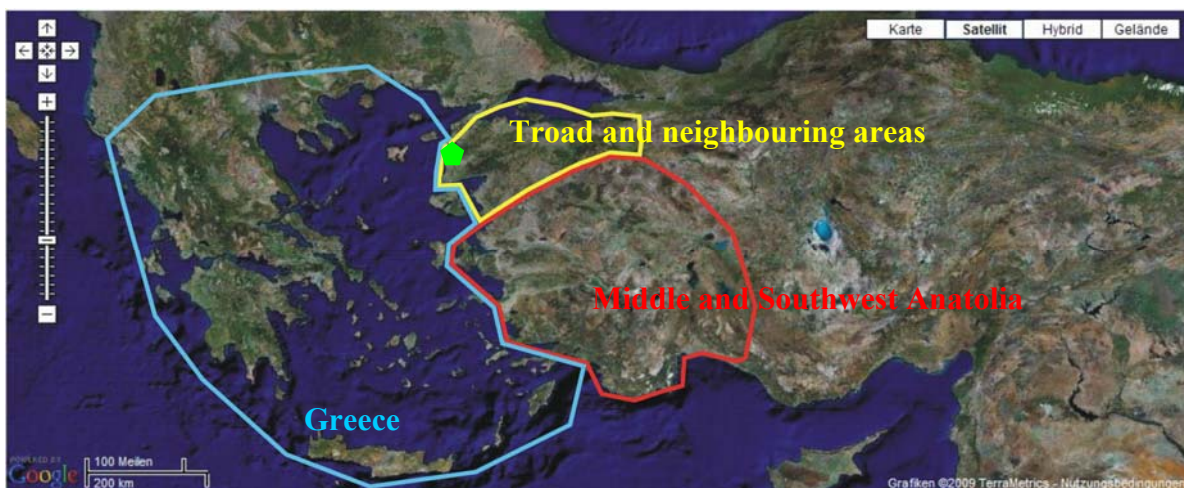 Karte Satellit Hybrid Gelände
Troad and neighbouring areas
Middle and Southwest Anatolia
Greece
POWERED BY
Google
100 Meilen
200 km
Grafiken ©2009 TerraMetrics - Nutzungsbedingungen